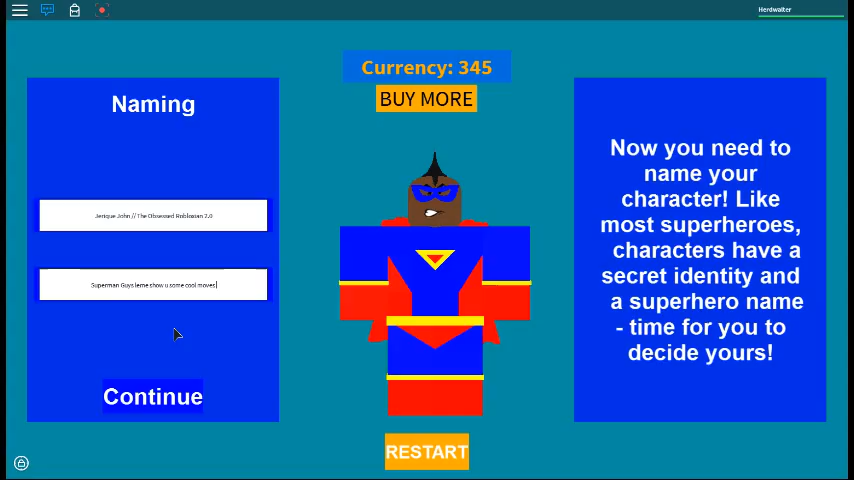 Herdwalter
Currency: 345
BUY MORE
Naming
Jerique John // The Obsessed Robloxian 2.0
Superman Guys leme show u some cool moves
Continue
Now you need to
name your
character! Like
most superheroes,
characters have a
secret identity and
a superhero name
- time for you to
decide yours!
RESTART